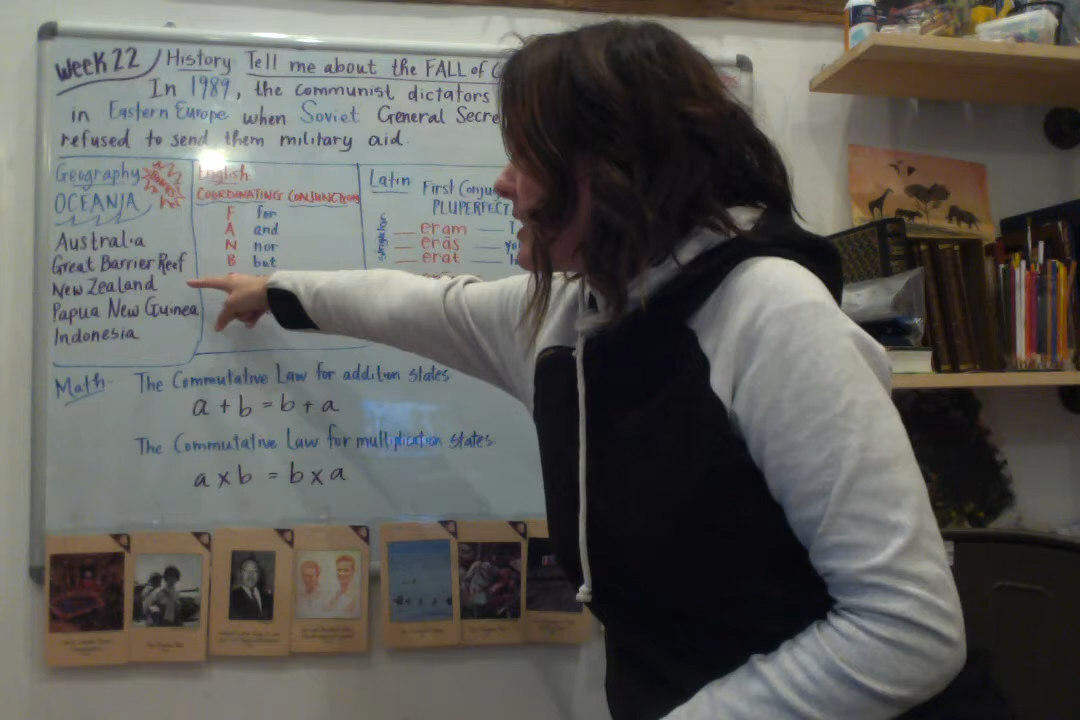 Week 22 History: Tell me about the FALL of
In 1989, the communist dictators
in Eastern Europe when Soviet General Secre
refused to send them military aid.
Geography
OCEANIA
Australia
Great Barrier Reef
New Zealand
Papua New Guinea
Indonesia
English
COORDINATING CONJUNCTIONS
F for
A and
N nor
B but
Latin
First Conju
PLUPERFECT
singular
eram
erās
erat
Math- The Commutative Law for addition states
a + b = b + a
The Commutative Law for multiplication states:
a x b = b x a